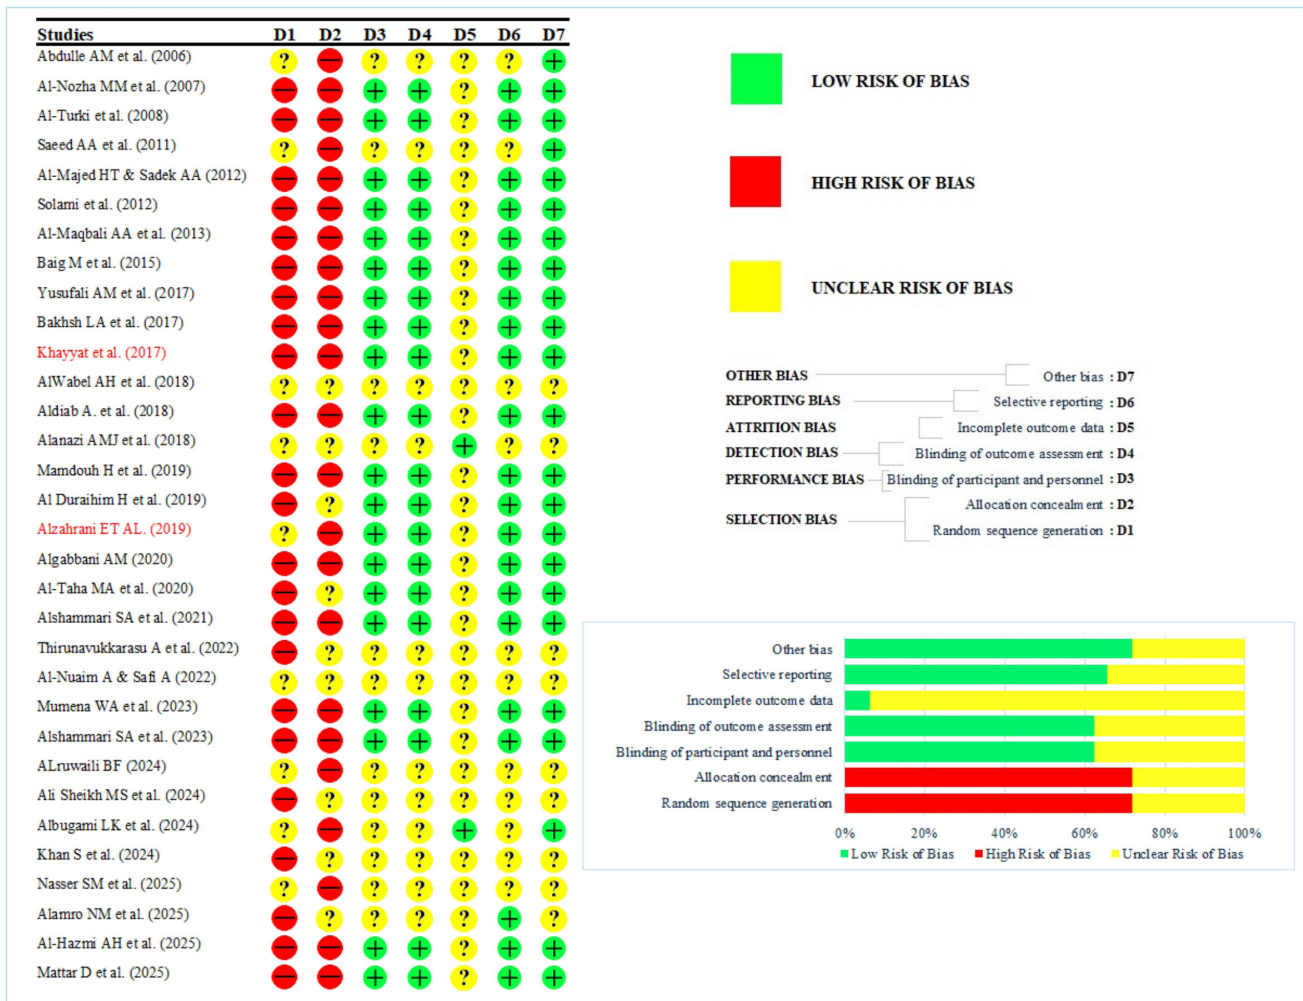 Studies D1 D2 D3 D4 D5 D6 D7
Abdulle AM et al. (2006) ? − ? ? ? ? +
Al-Nozha MM et al. (2007) − − + + ? + +
Al-Turki et al. (2008) − − + + ? + +
Saeed AA et al. (2011) ? − ? ? ? ? +
Al-Majed HT & Sadek AA (2012) − − + + ? + +
Solami et al. (2012) − − + + ? + +
Al-Maqbali AA et al. (2013) − − + + ? + +
Baig M et al. (2015) − − + + ? + +
Yusufali AM et al. (2017) − − + + ? + +
Bakhsh LA et al. (2017) − − + + ? + +
Khayyat et al. (2017) − − + + ? + +
AlWabel AH et al. (2018) ? ? ? ? ? ? ?
Aldiab A. et al. (2018) − − + + ? + +
Alanazi AMJ et al. (2018) ? ? ? ? + ? ?
Mamdouh H et al. (2019) − − + + ? + +
Al Duraihim H et al. (2019) − ? + + ? + +
Alzahrani ET AL. (2019) ? − + + ? + +
Algabbani AM (2020) − − + + ? + +
Al-Taha MA et al. (2020) − ? + + ? + +
Alshammari SA et al. (2021) − − + + ? + +
Thirunavukkarasu A et al. (2022) − ? ? ? ? ? ?
Al-Nuaim A & Safi A (2022) ? ? ? ? ? ? ?
Mumena WA et al. (2023) − − + + ? + +
Alshammari SA et al. (2023) − − + + ? + +
ALruwaili BF (2024) ? − ? ? ? ? ?
Ali Sheikh MS et al. (2024) − ? ? ? ? ? ?
Albugami LK et al. (2024) ? − ? ? + ? +
Khan S et al. (2024) − ? ? ? ? ? ?
Nasser SM et al. (2025) ? − ? ? ? ? ?
Alamro NM et al. (2025) − ? ? ? ? + ?
Al-Hazmi AH et al. (2025) − − + + ? + +
Mattar D et al. (2025) − − + + ? + +
LOW RISK OF BIAS
HIGH RISK OF BIAS
UNCLEAR RISK OF BIAS
OTHER BIAS Other bias : D7
REPORTING BIAS Selective reporting : D6
ATTRITION BIAS Incomplete outcome data : D5
DETECTION BIAS Blinding of outcome assessment : D4
PERFORMANCE BIAS Blinding of participant and personnel : D3
Allocation concealment : D2
SELECTION BIAS
Random sequence generation : D1
Other bias
Selective reporting
Incomplete outcome data
Blinding of outcome assessment
Blinding of participant and personnel
Allocation concealment
Random sequence generation
0% 20% 40% 60% 80% 100%
Low Risk of Bias High Risk of Bias Unclear Risk of Bias